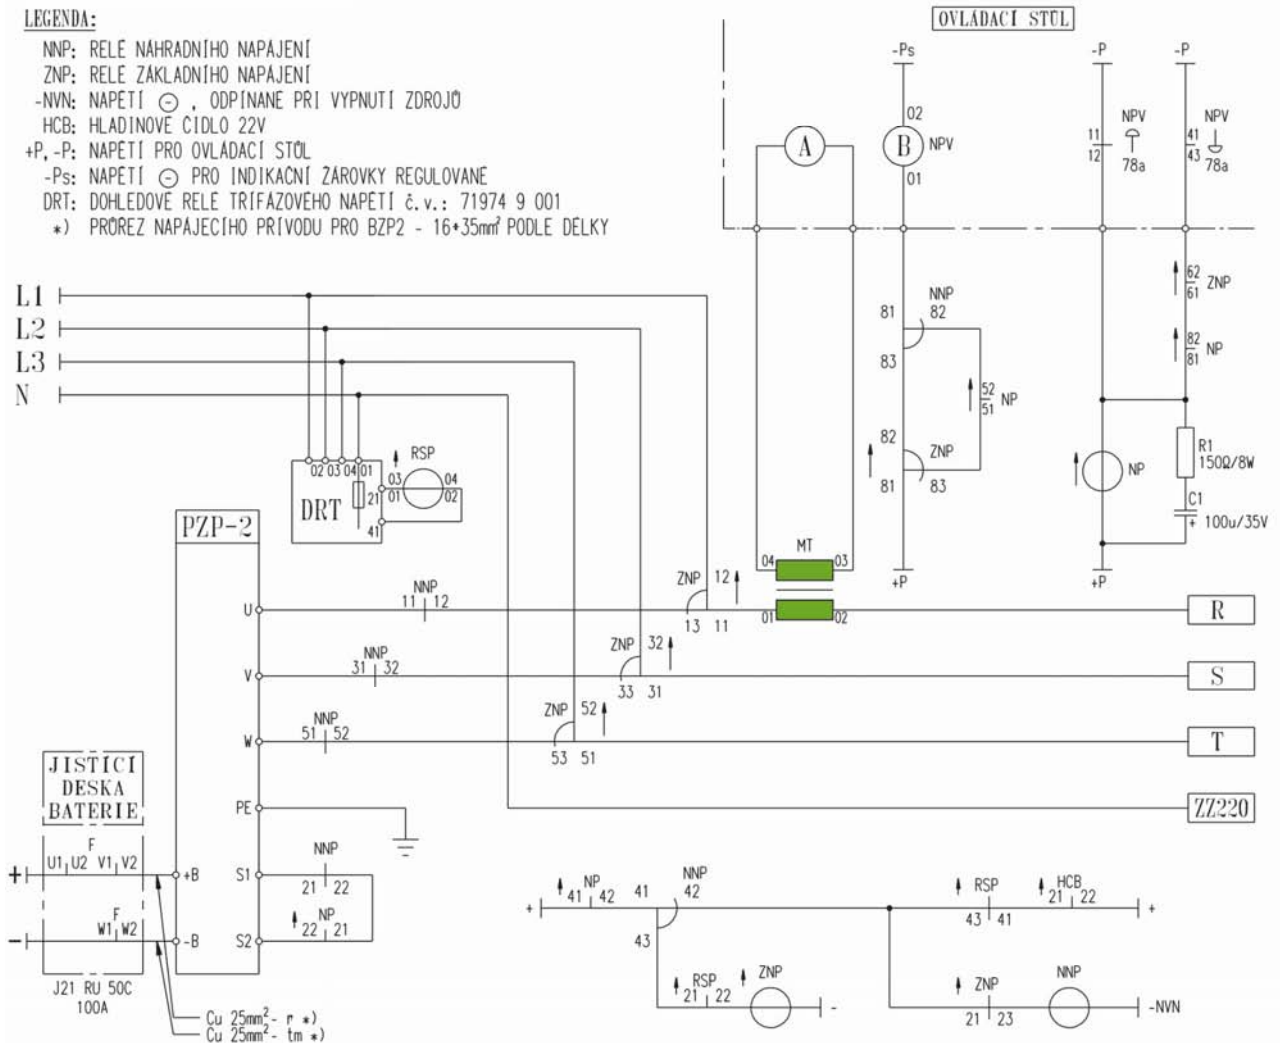 LEGENDA:
NNP: RELÉ NÁHRADNÍHO NAPÁJENÍ
ZNP: RELÉ ZÁKLADNÍHO NAPÁJENÍ
-NVN: NAPĚTÍ ⊖ , ODPÍNANÉ PŘI VYPNUTÍ ZDROJŮ
HCB: HLADINOVÉ ČIDLO 22V
+P, -P: NAPĚTÍ PRO OVLÁDACÍ STŮL
-Ps: NAPĚTÍ ⊖ PRO INDIKAČNÍ ŽÁROVKY REGULOVANÉ
DRT: DOHLEDOVÉ RELÉ TŘÍFÁZOVÉHO NAPĚTÍ č.v.: 71974 9 001
*) PRŮŘEZ NAPÁJECÍHO PŘÍVODU PRO BZP2 - 16÷35mm² PODLE DÉLKY
OVLÁDACÍ STŮL
-Ps -P -P
02
A B NPV
01
11 NPV 41 NPV
12 78a 43 78a
L1
L2
L3
N
62 ZNP
61
NNP
81 82
83
82 NP
81
52 NP
51
82 ZNP
81 83
R1
150Ω/8W
NP
C1
+ 100u/35V
+P +P
RSP
02 03 04 01 03 04
21 01 02
DRT
41
PZP-2
MT
04 03
01 02
NNP
U 11 12
ZNP 12
13 11
R
NNP
V 31 32
ZNP 32
33 31
S
NNP
W 51 52
ZNP 52
53 51
T
PE
ZZ220
JISTÍCÍ
DESKA
BATERIE
F
U1 U2 V1 V2
+ +B
F
W1 W2
- -B
J21 RU 50C
100A
NNP
S1 21 22
NP
S2 22 21
Cu 25mm²- r *)
Cu 25mm²- tm *)
NP NNP
+ 41 42 41 42
43
RSP HCB
43 41 21 22 +
RSP ZNP
21 22 -
ZNP NNP
21 23 -NVN